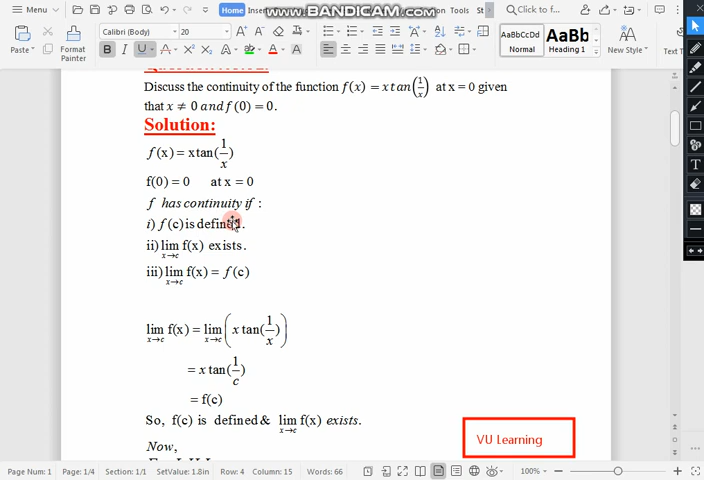 Menu Home Inser WWW.BANDICAM.COM Tools St Click to f...
Paste Format Painter Calibri (Body) 20 AaBbCcDd Normal AaBb Heading 1 New Style Text T
Discuss the continuity of the function f(x) = x tan(1/x) at x = 0 given
that x ≠ 0 and f(0) = 0.
Solution:
f(x) = x tan(1/x)
f(0) = 0 at x = 0
f has continuity if :
i) f(c) is defined.
ii) lim x→c f(x) exists.
iii) lim x→c f(x) = f(c)
lim x→c f(x) = lim x→c (x tan(1/x))
= x tan(1/c)
= f(c)
So, f(c) is defined & lim x→c f(x) exists.
VU Learning
Now,
Page Num: 1 Page: 1/4 Section: 1/1 SetValue: 1.8in Row: 4 Column: 15 Words: 66 100%